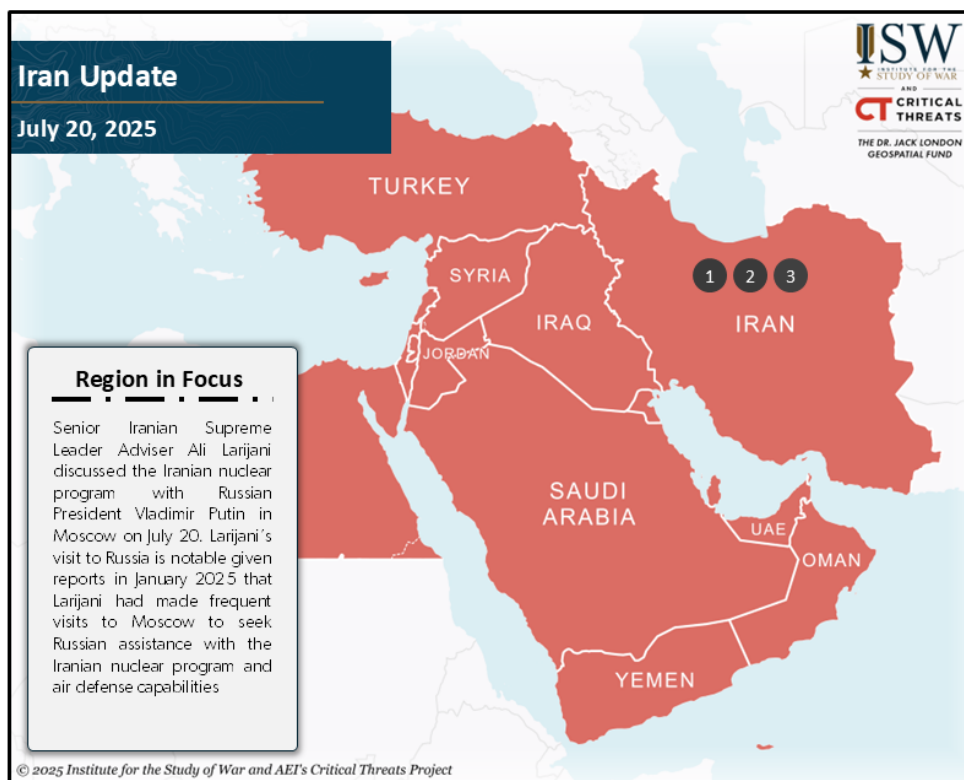 Iran Update
July 20, 2025
ISW
INSTITUTE FOR THE
STUDY OF WAR
AND
CT CRITICAL
THREATS
THE DR. JACK LONDON
GEOSPATIAL FUND
TURKEY
SYRIA
IRAQ
JORDAN
1 2 3
IRAN
SAUDI
ARABIA
UAE
OMAN
YEMEN
Region in Focus
Senior Iranian Supreme
Leader Adviser Ali Larijani
discussed the Iranian nuclear
program with Russian
President Vladimir Putin in
Moscow on July 20. Larijani's
visit to Russia is notable given
reports in January 2025 that
Larijani had made frequent
visits to Moscow to seek
Russian assistance with the
Iranian nuclear program and
air defense capabilities
© 2025 Institute for the Study of War and AEI's Critical Threats Project